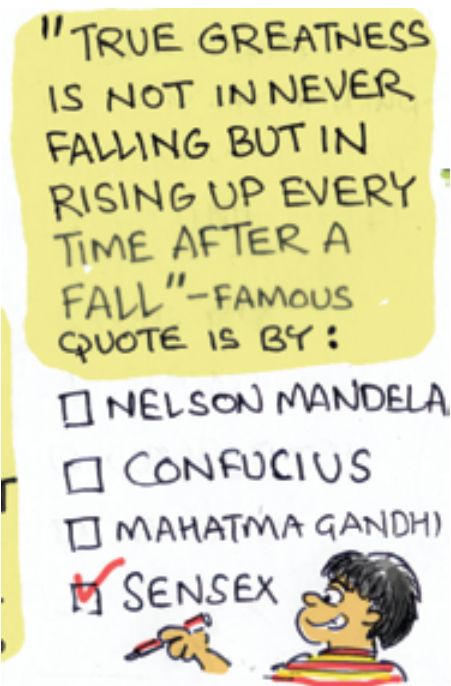 "TRUE GREATNESS
IS NOT IN NEVER
FALLING BUT IN
RISING UP EVERY
TIME AFTER A
FALL"-FAMOUS
QUOTE IS BY:
NELSON MANDELA
CONFUCIUS
MAHATMA GANDHI
SENSEX